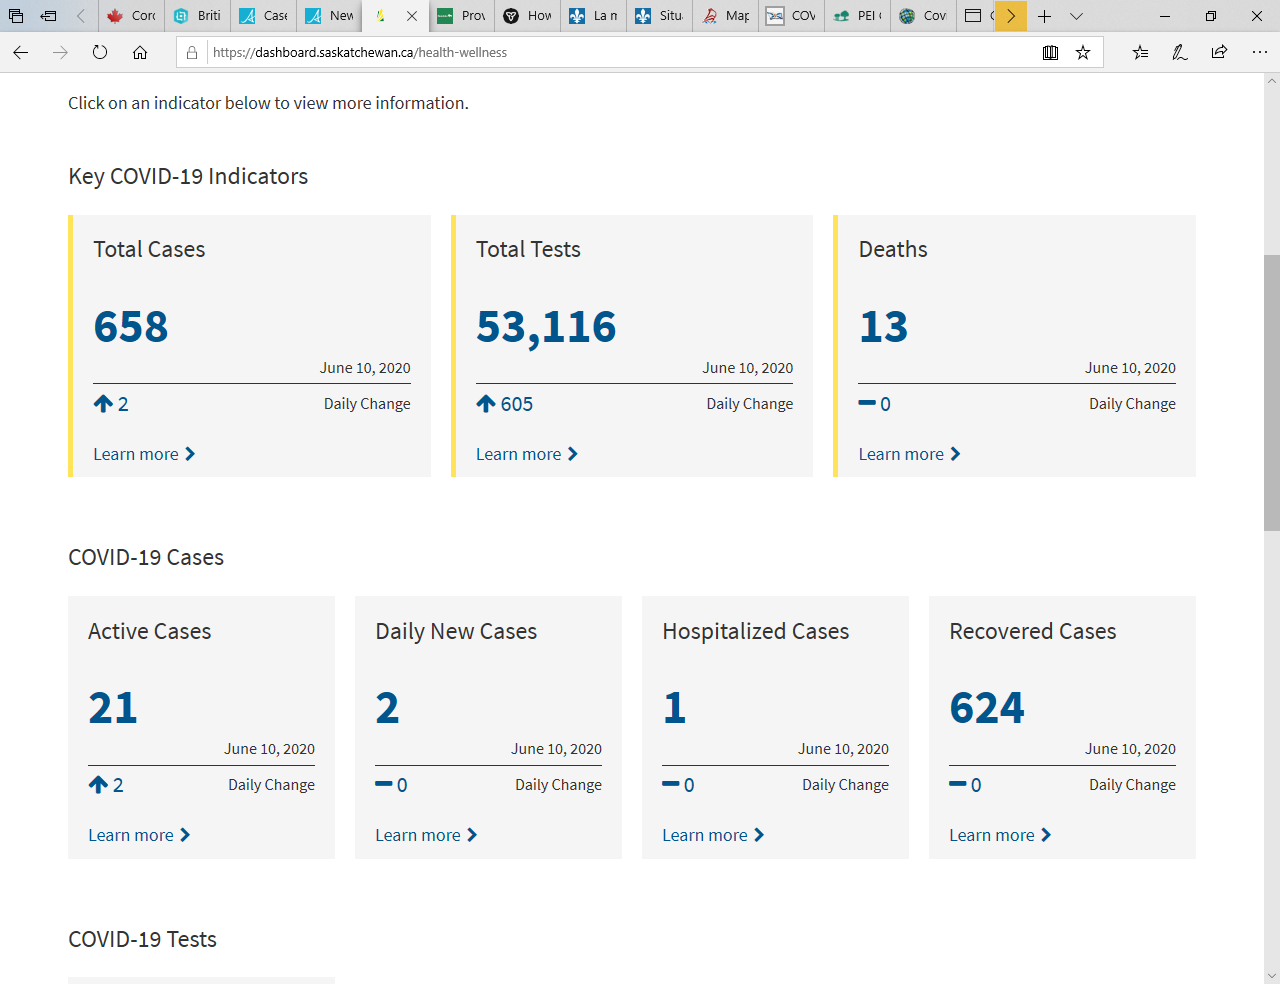 Corc
Briti
Case
New
Prov
How
La n
Situ
Map
COV
PEI
Cov
https://dashboard.saskatchewan.ca/health-wellness
Click on an indicator below to view more information.
Key COVID-19 Indicators
Total Cases
658
June 10, 2020
2 Daily Change
Learn more
Total Tests
53,116
June 10, 2020
605 Daily Change
Learn more
Deaths
13
June 10, 2020
0 Daily Change
Learn more
COVID-19 Cases
Active Cases
21
June 10, 2020
2 Daily Change
Learn more
Daily New Cases
2
June 10, 2020
0 Daily Change
Learn more
Hospitalized Cases
1
June 10, 2020
0 Daily Change
Learn more
Recovered Cases
624
June 10, 2020
0 Daily Change
Learn more
COVID-19 Tests